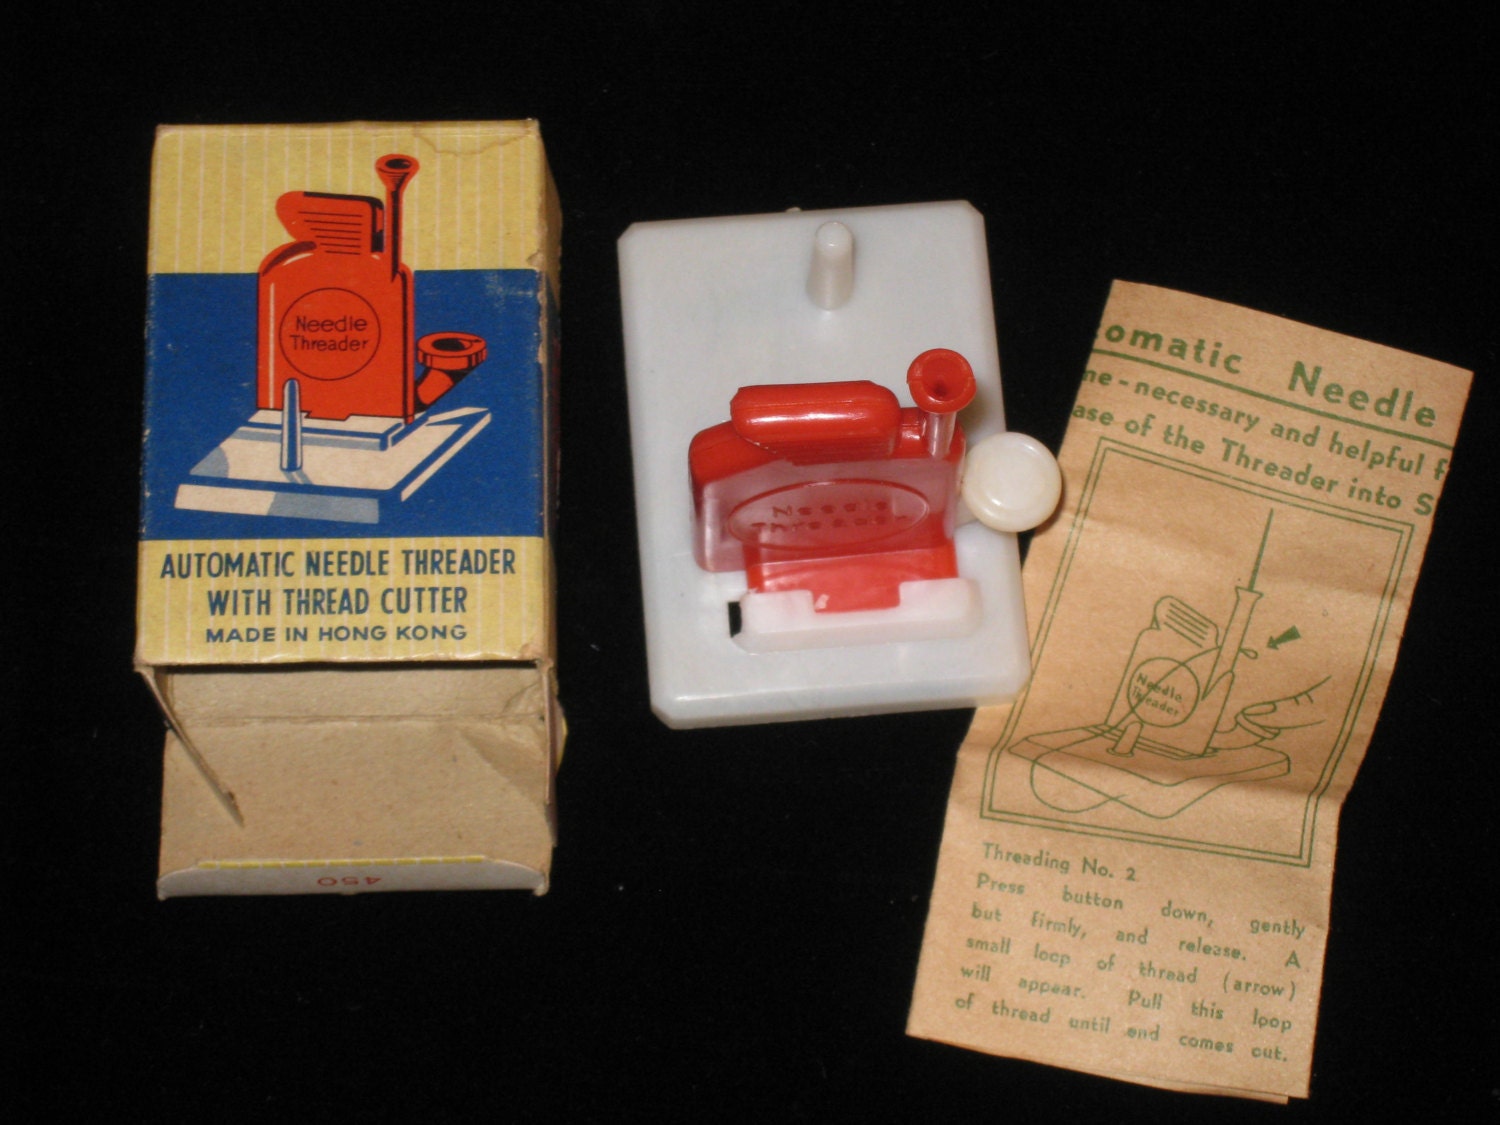 Needle
Threader
AUTOMATIC NEEDLE THREADER
WITH THREAD CUTTER
MADE IN HONG KONG
450
Needle
Threader
omatic Needle
me-necessary and helpful f
ase of the Threader into S
Needle
Threader
Threading No. 2
Press button down, gently
but firmly, and release. A
small loop of thread (arrow)
will appear. Pull this loop
of thread until end comes out.